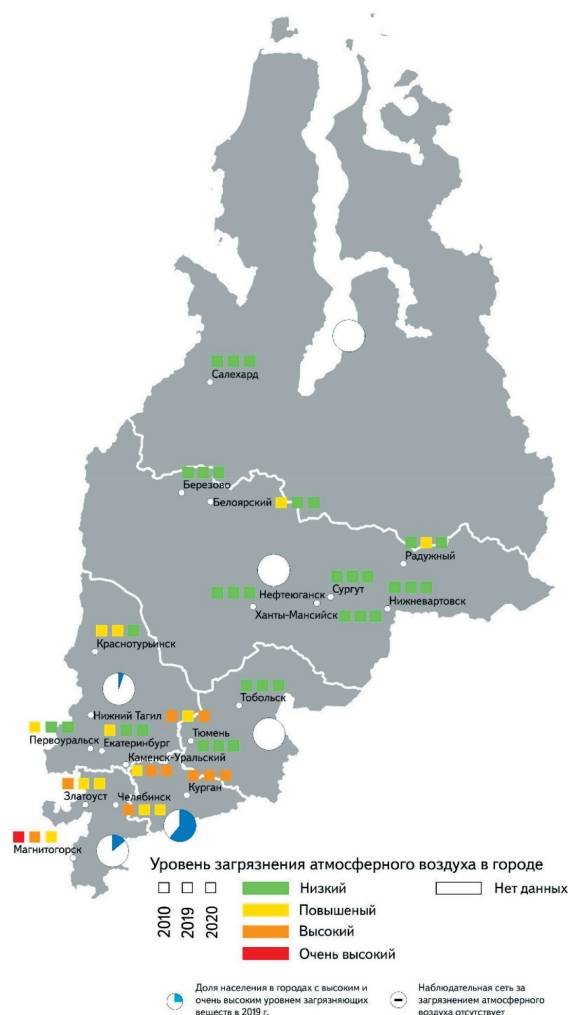 Салехард
Березово
Белоярский
Радужный
Сургут
Нефтеюганск
Нижневартовск
Ханты-Мансийск
Краснотурьинск
Тобольск
Нижний Тагил
Тюмень
Первоуральск
Екатеринбург
Каменск-Уральский
Златоуст
Челябинск
Курган
Магнитогорск
Уровень загрязнения атмосферного воздуха в городе
2010
2019
2020
Низкий
Нет данных
Повышеный
Высокий
Очень высокий
Доля населения в городах с высоким и
очень высоким уровнем загрязняющих
веществ в 2019 г.
Наблюдательная сеть за
загрязнением атмосферного
воздуха отсутствует